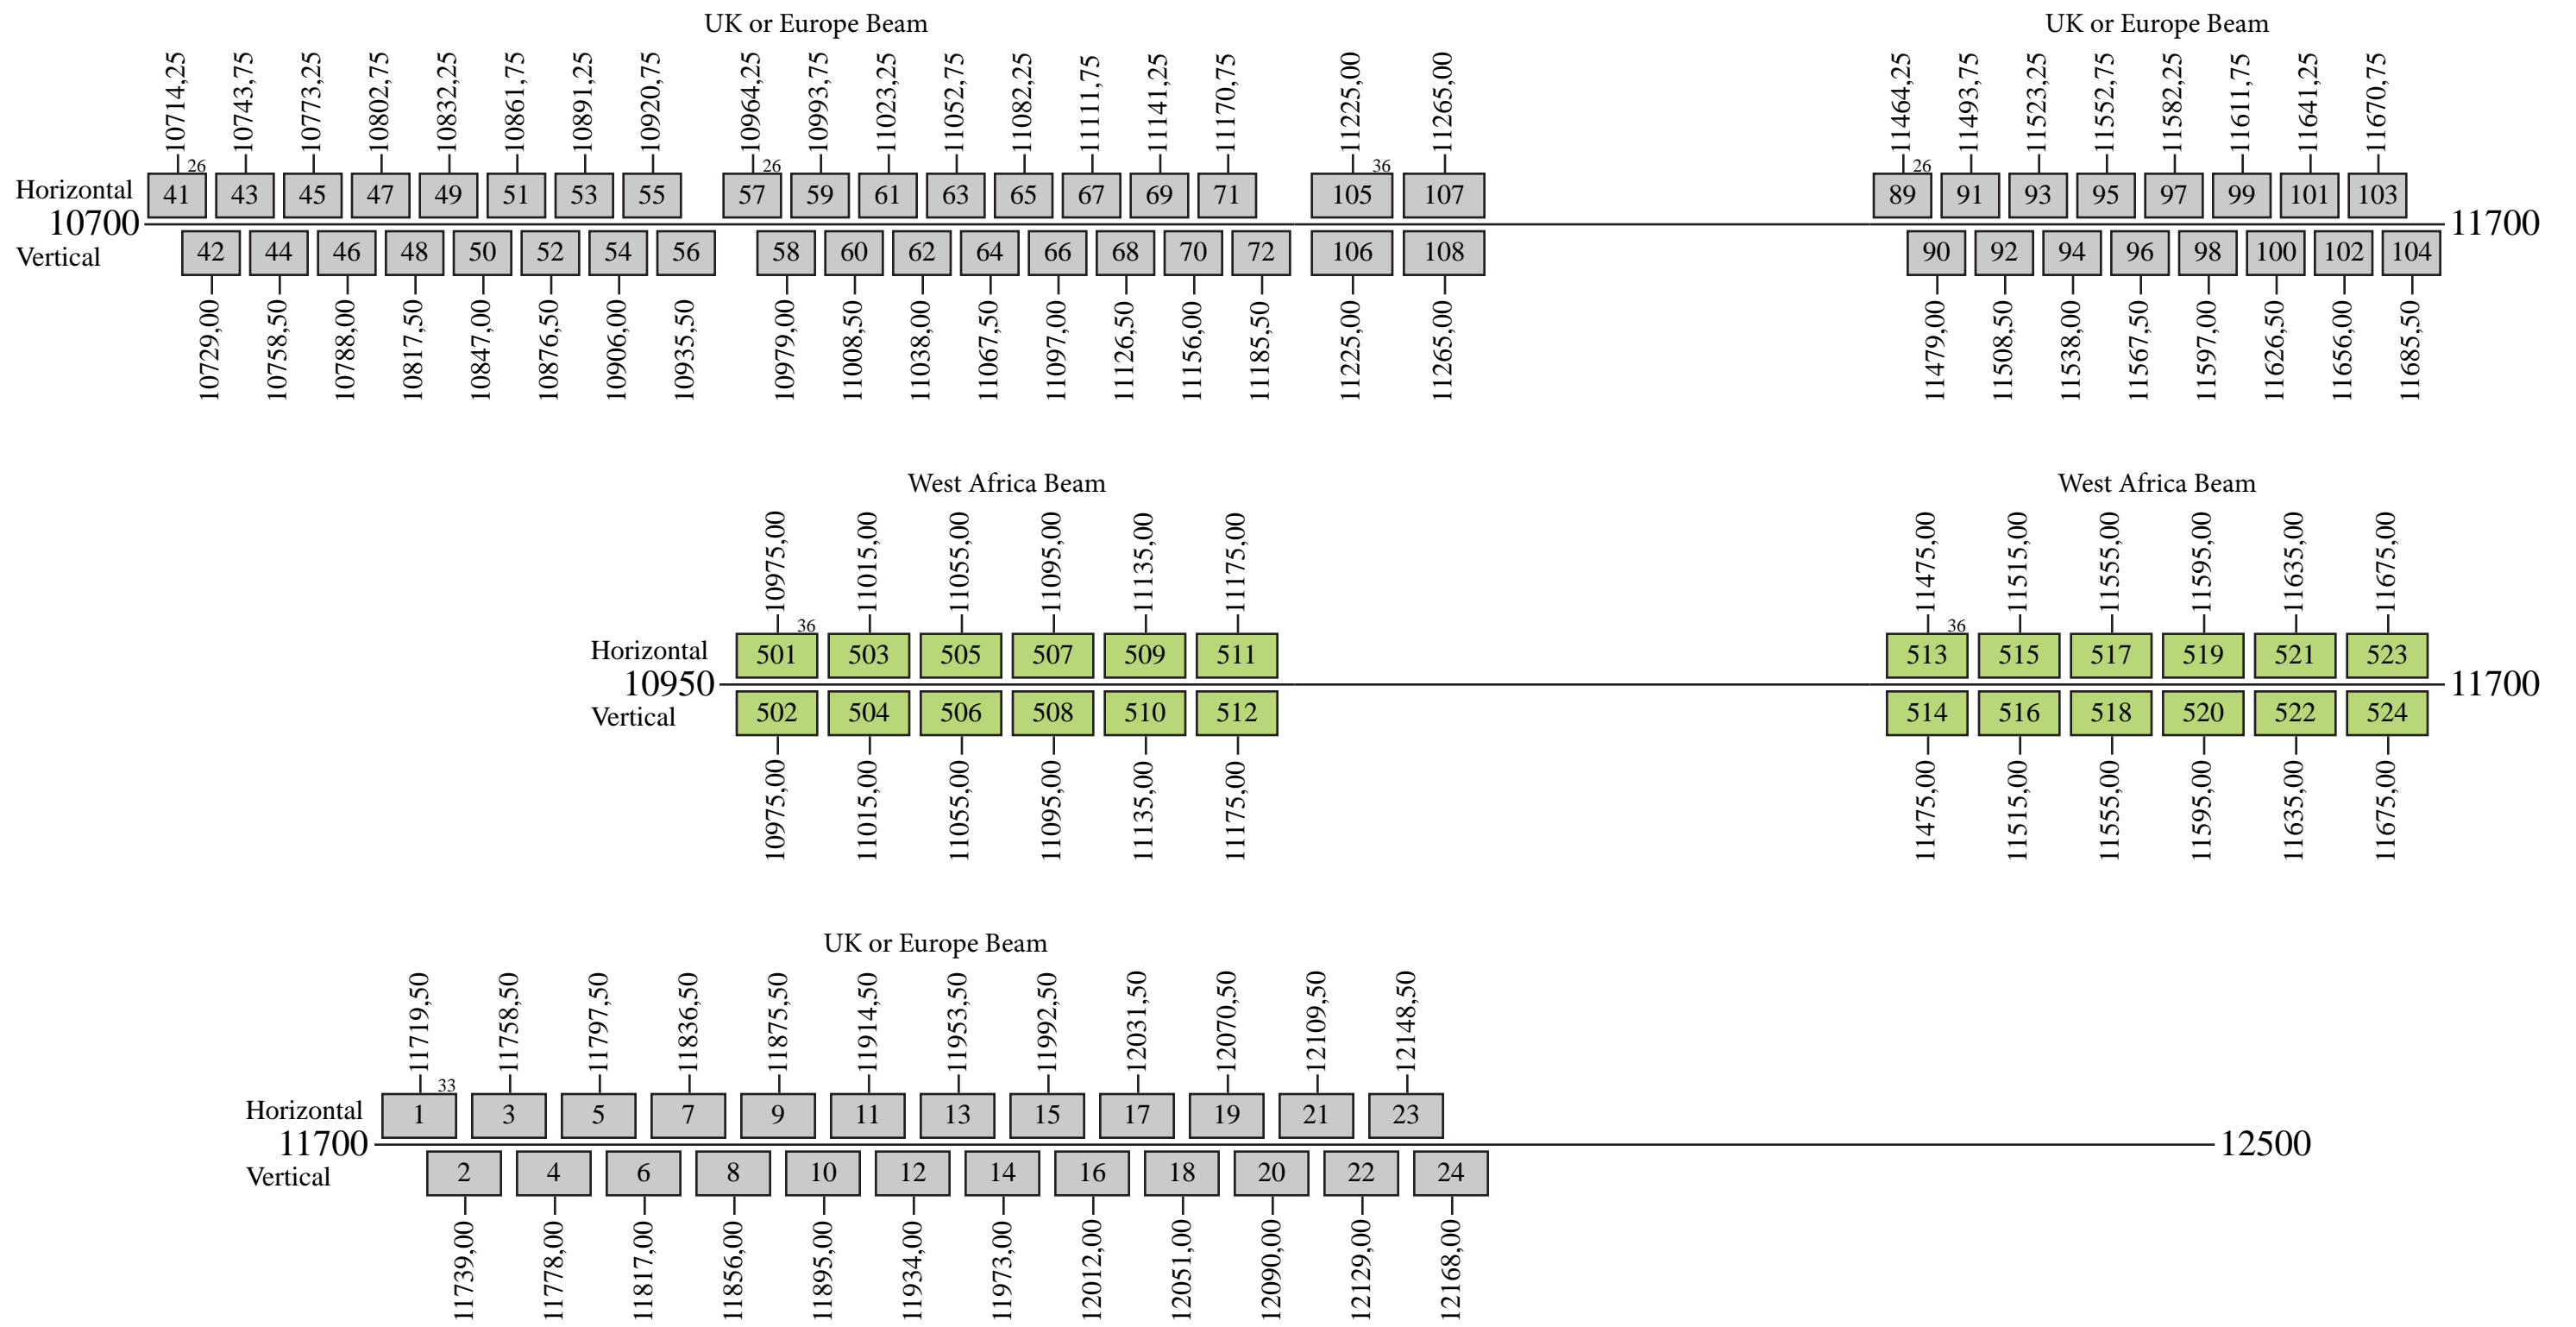 UK or Europe Beam UK or Europe Beam
10714,25 10743,75 10773,25 10802,75 10832,25 10861,75 10891,25 10920,75 10964,25 10993,75 11023,25 11052,75 11082,25 11111,75 11141,25 11170,75 11225,00 11265,00 11464,25 11493,75 11523,25 11552,75 11582,25 11611,75 11641,25 11670,75
26 26 36 26
Horizontal 41 43 45 47 49 51 53 55 57 59 61 63 65 67 69 71 105 107 89 91 93 95 97 99 101 103
10700 11700
Vertical 42 44 46 48 50 52 54 56 58 60 62 64 66 68 70 72 106 108 90 92 94 96 98 100 102 104
10729,00 10758,50 10788,00 10817,50 10847,00 10876,50 10906,00 10935,50 10979,00 11008,50 11038,00 11067,50 11097,00 11126,50 11156,00 11185,50 11225,00 11265,00 11479,00 11508,50 11538,00 11567,50 11597,00 11626,50 11656,00 11685,50
West Africa Beam West Africa Beam
10975,00 11015,00 11055,00 11095,00 11135,00 11175,00 11475,00 11515,00 11555,00 11595,00 11635,00 11675,00
36 36
Horizontal 501 503 505 507 509 511 513 515 517 519 521 523
10950 11700
Vertical 502 504 506 508 510 512 514 516 518 520 522 524
10975,00 11015,00 11055,00 11095,00 11135,00 11175,00 11475,00 11515,00 11555,00 11595,00 11635,00 11675,00
UK or Europe Beam
11719,50 11758,50 11797,50 11836,50 11875,50 11914,50 11953,50 11992,50 12031,50 12070,50 12109,50 12148,50
33
Horizontal 1 3 5 7 9 11 13 15 17 19 21 23
11700 12500
Vertical 2 4 6 8 10 12 14 16 18 20 22 24
11739,00 11778,00 11817,00 11856,00 11895,00 11934,00 11973,00 12012,00 12051,00 12090,00 12129,00 12168,00